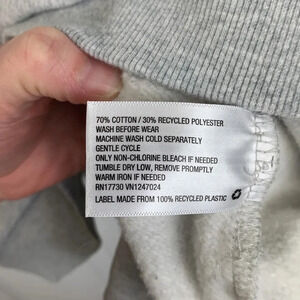 70% COTTON / 30% RECYCLED POLYESTER
WASH BEFORE WEAR
MACHINE WASH COLD SEPARATELY
GENTLE CYCLE
ONLY NON-CHLORINE BLEACH IF NEEDED
TUMBLE DRY LOW, REMOVE PROMPTLY
WARM IRON IF NEEDED
RN17730 VN1247024
LABEL MADE FROM 100% RECYCLED PLASTIC